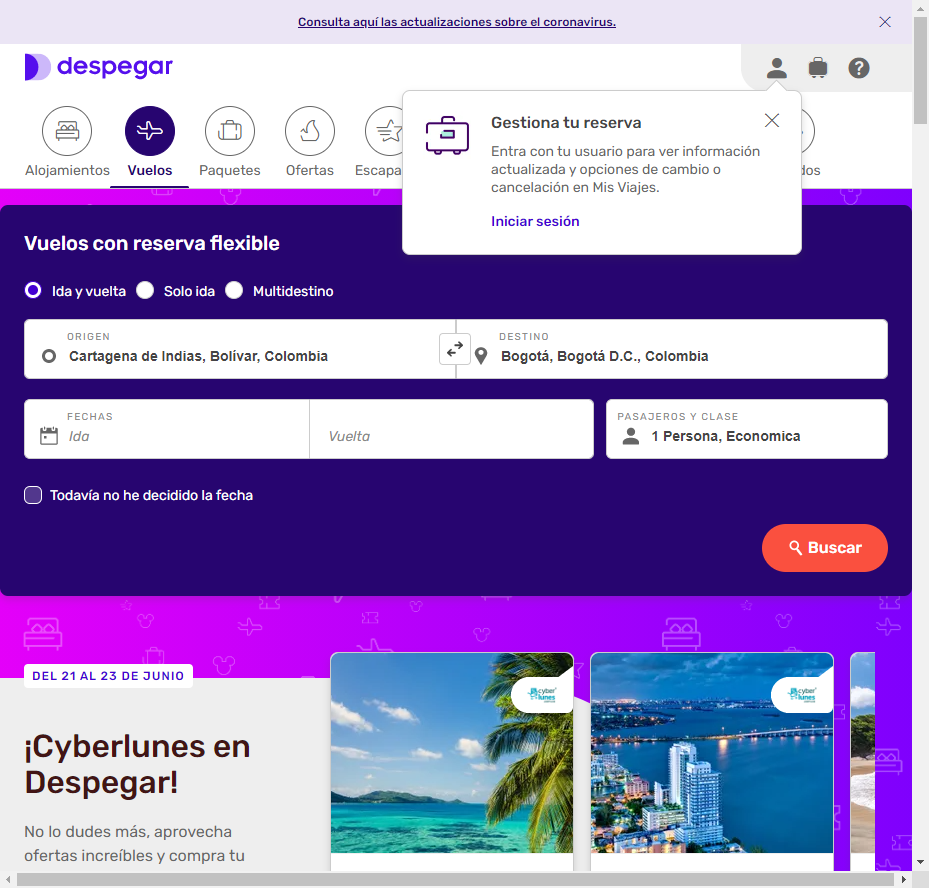 Consulta aquí las actualizaciones sobre el coronavirus.
despegar
Alojamientos
Vuelos
Paquetes
Ofertas
Escapa
dos
Gestiona tu reserva
Entra con tu usuario para ver información
actualizada y opciones de cambio o
cancelación en Mis Viajes.
Iniciar sesión
Vuelos con reserva flexible
Ida y vuelta
Solo ida
Multidestino
ORIGEN
Cartagena de Indias, Bolívar, Colombia
DESTINO
Bogotá, Bogotá D.C., Colombia
FECHAS
Ida
Vuelta
PASAJEROS Y CLASE
1 Persona, Economica
Todavía no he decidido la fecha
Buscar
DEL 21 AL 23 DE JUNIO
¡Cyberlunes en
Despegar!
No lo dudes más, aprovecha
ofertas increíbles y compra tu
cyber
lunes
cyber
lunes